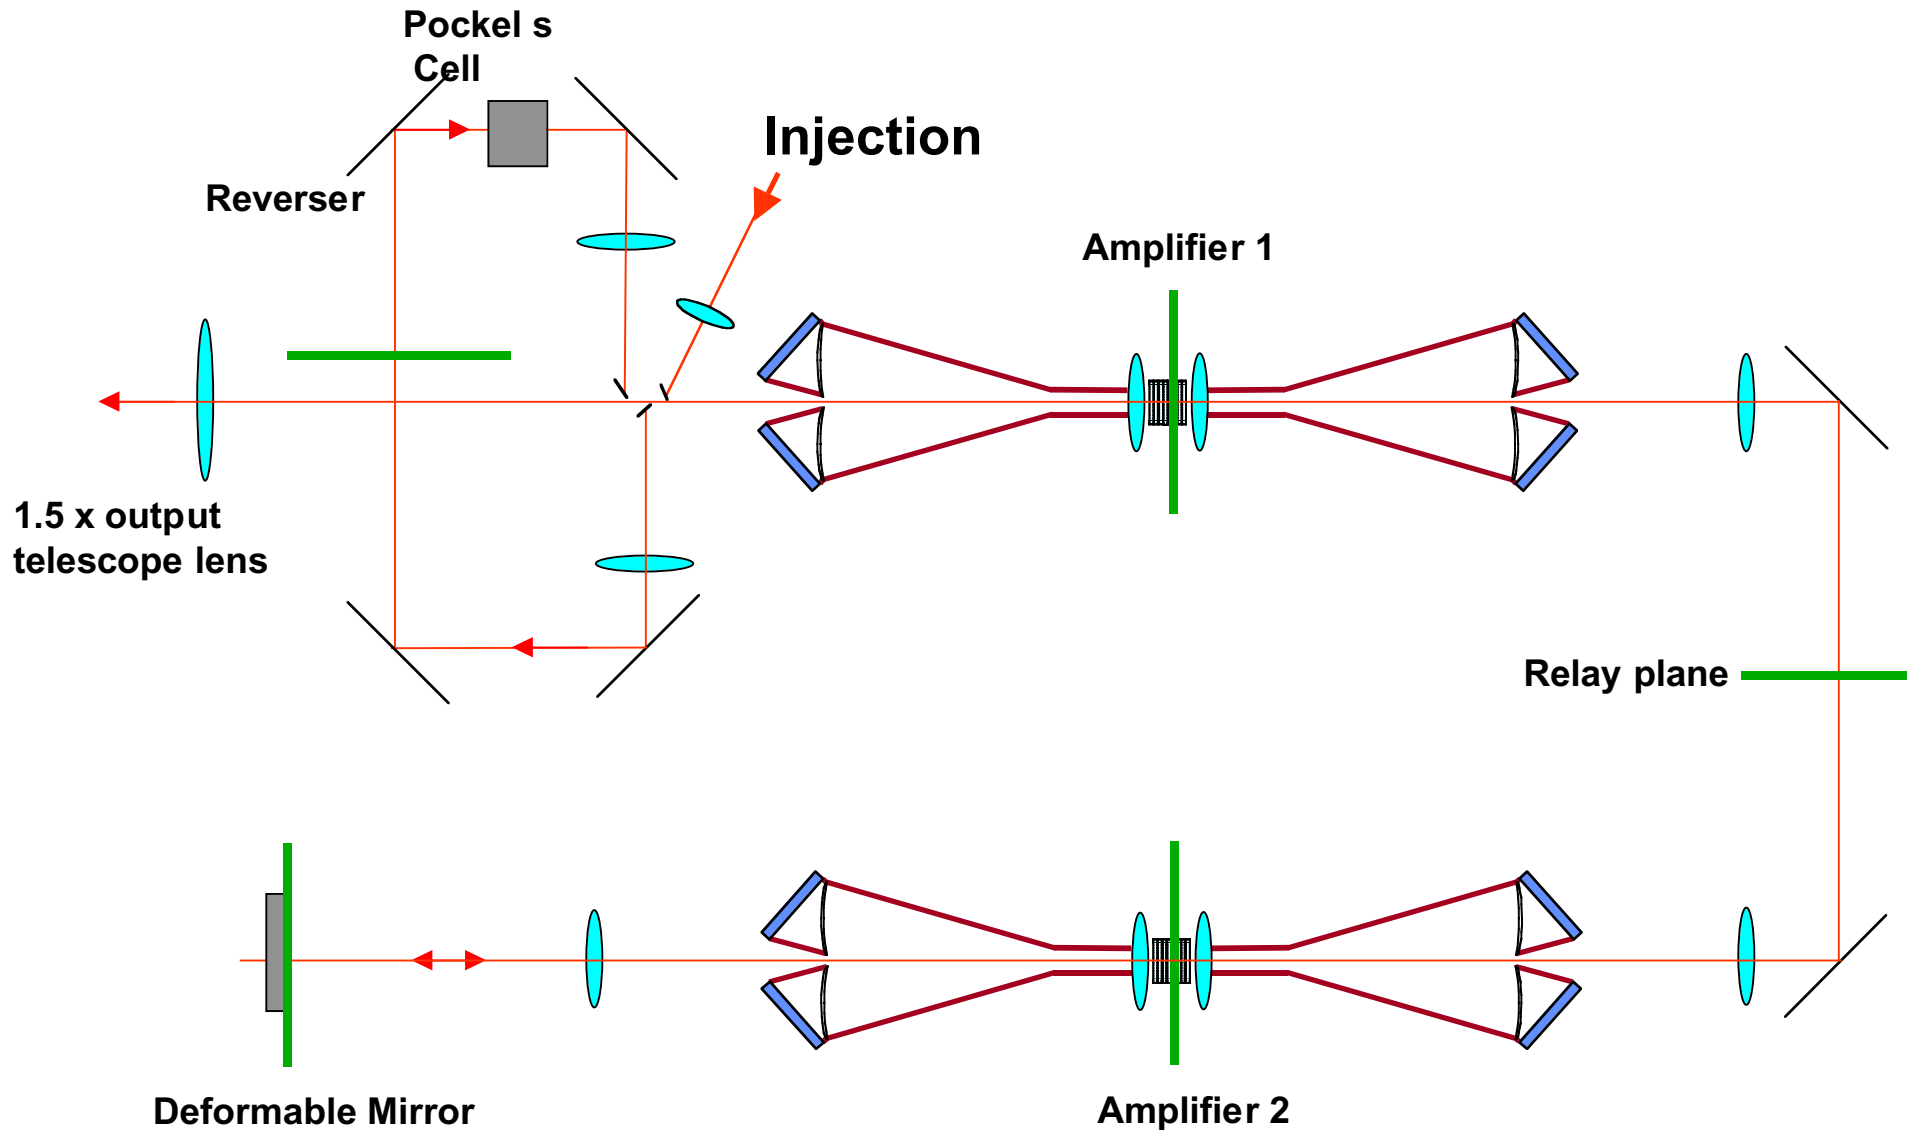 Pockel s
Cell
Injection
Reverser
Amplifier 1
1.5 x output
telescope lens
Relay plane
Deformable Mirror
Amplifier 2